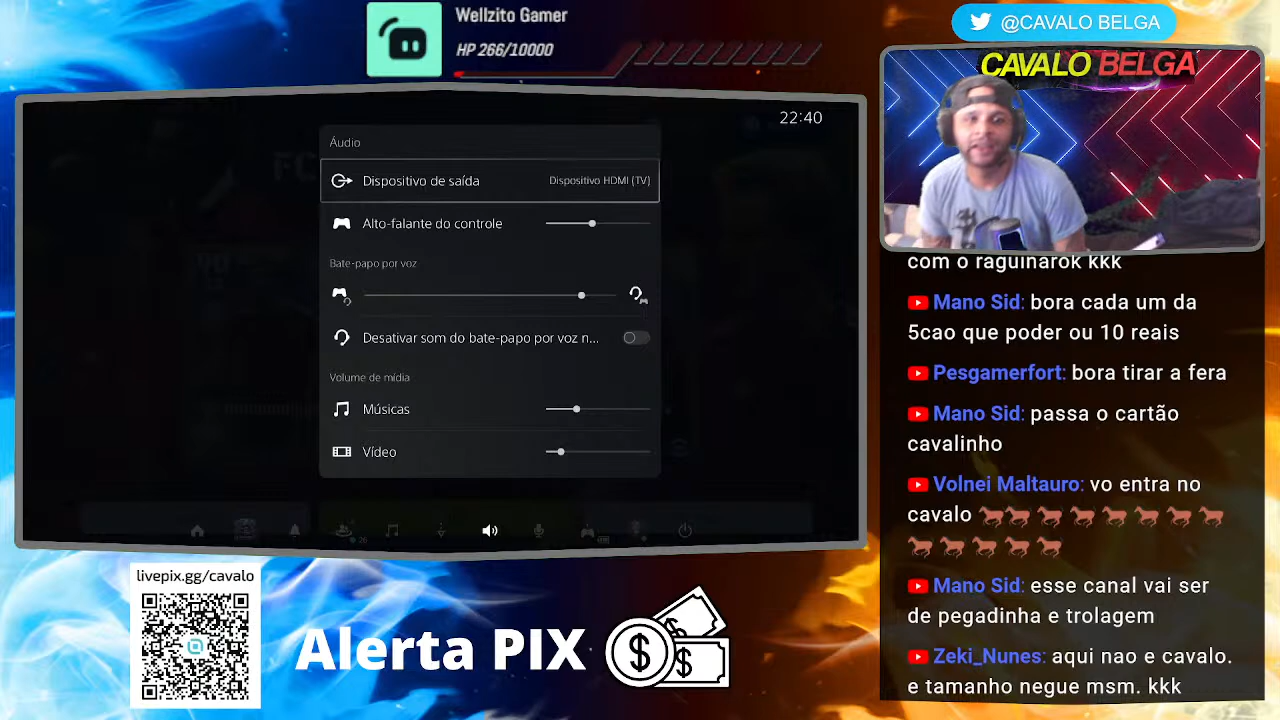 Wellzito Gamer
HP 266/10000
@CAVALO BELGA
CAVALO BELGA
22:40
Áudio
Dispositivo de saída
Dispositivo HDMI (TV)
Alto-falante do controle
Bate-papo por voz
Desativar som do bate-papo por voz n...
Volume de mídia
Músicas
Vídeo
26
livepix.gg/cavalo
Alerta PIX
com o raguinarok kkk
Mano Sid: bora cada um da
5cao que poder ou 10 reais
Pesgamerfort: bora tirar a fera
Mano Sid: passa o cartão
cavalinho
Volnei Maltauro: vo entra no
cavalo 🐎🐎🐎🐎🐎🐎🐎🐎
🐎🐎🐎🐎🐎
Mano Sid: esse canal vai ser
de pegadinha e trolagem
Zeki_Nunes: aqui nao e cavalo.
e tamanho negue msm. kkk